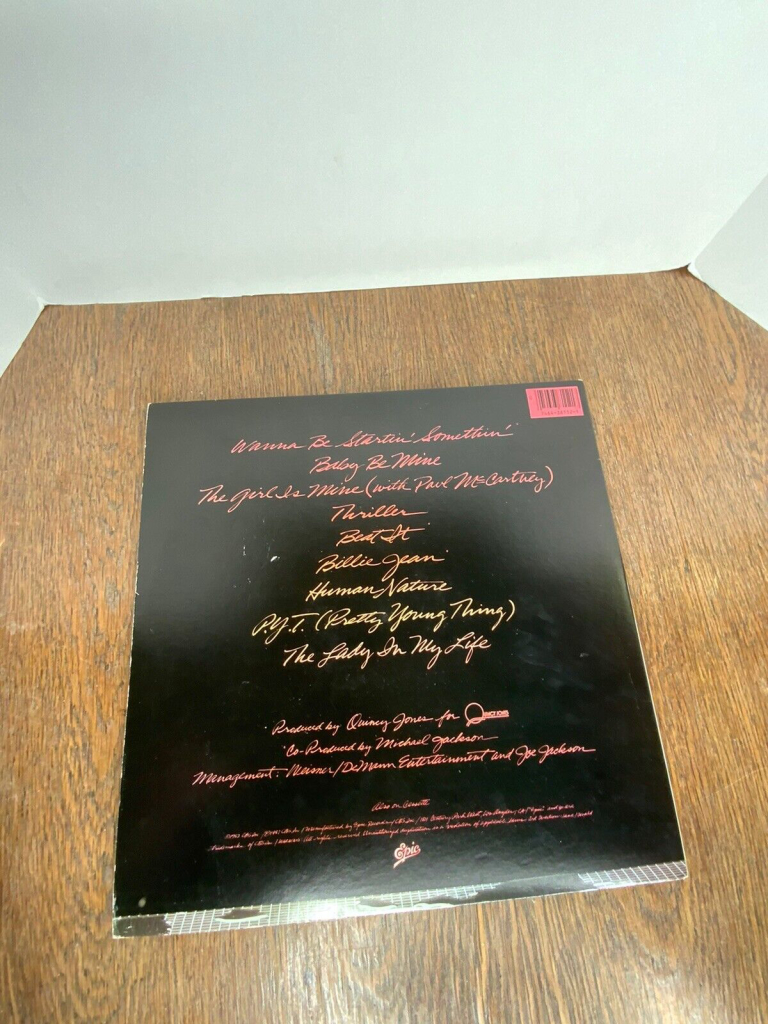 Wanna Be Startin' Somethin'
Baby Be Mine
The Girl Is Mine (with Paul McCartney)
Thriller
Beat It
Billie Jean
Human Nature
P.Y.T. (Pretty Young Thing)
The Lady In My Life
Produced by Quincy Jones for
Co-Produced by Michael Jackson
Management: Weisner/DeMann Entertainment and Joe Jackson
Also on Cassette
Epic